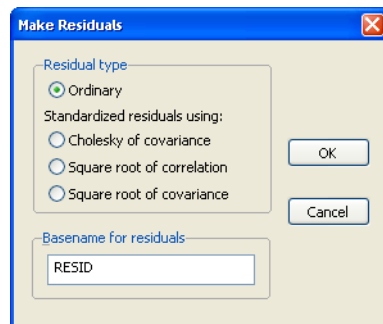 Make Residuals
Residual type
Ordinary
Standardized residuals using:
Cholesky of covariance
Square root of correlation
Square root of covariance
OK
Cancel
Basename for residuals
RESID